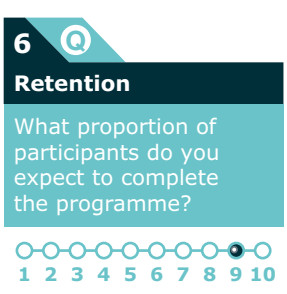 6 Q
Retention
What proportion of
participants do you
expect to complete
the programme?
1 2 3 4 5 6 7 8 9 10